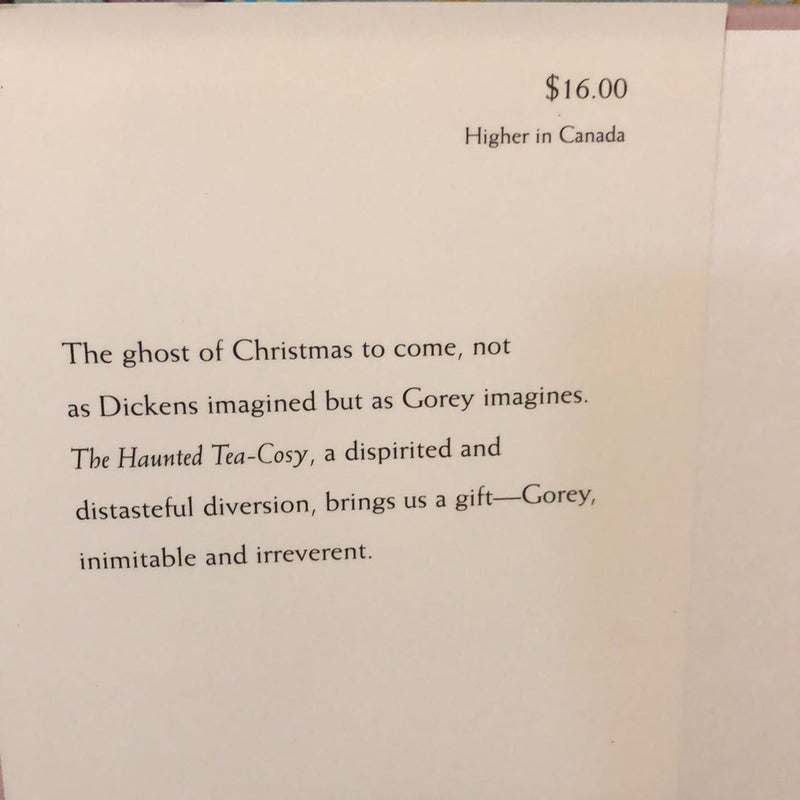 $16.00
Higher in Canada
The ghost of Christmas to come, not
as Dickens imagined but as Gorey imagines.
The Haunted Tea-Cosy, a dispirited and
distasteful diversion, brings us a gift—Gorey,
inimitable and irreverent.